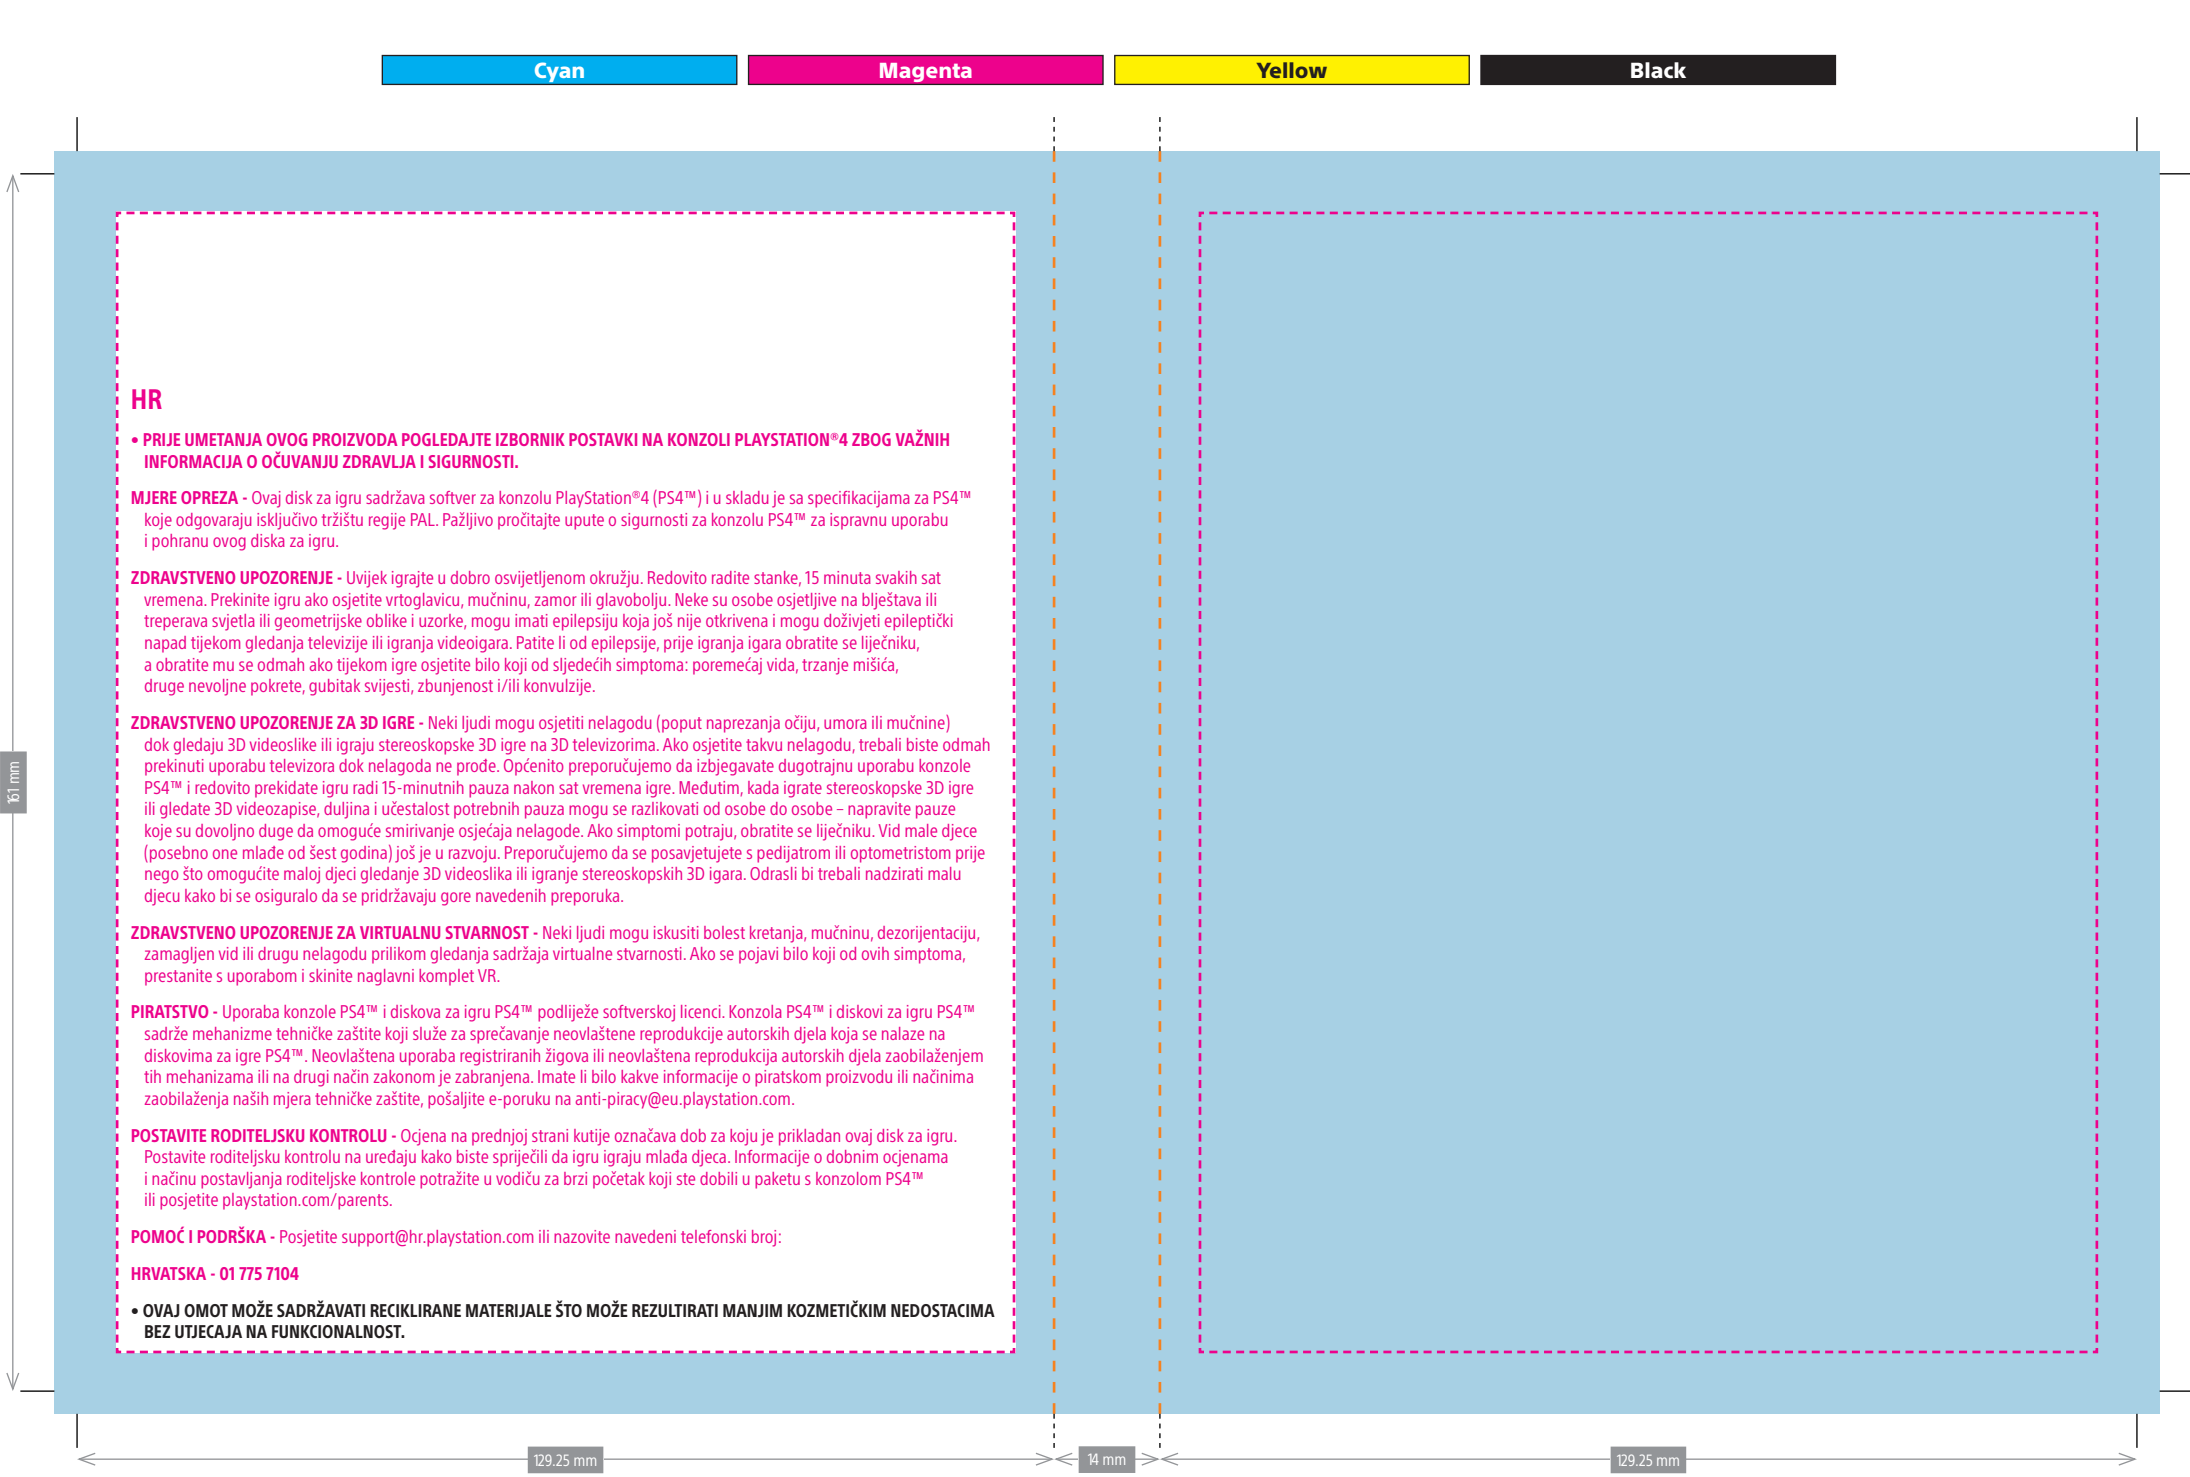 Cyan
Magenta
Yellow
Black
HR
• PRIJE UMETANJA OVOG PROIZVODA POGLEDAJTE IZBORNIK POSTAVKI NA KONZOLI PLAYSTATION®4 ZBOG VAŽNIH
INFORMACIJA O OČUVANJU ZDRAVLJA I SIGURNOSTI.
MJERE OPREZA - Ovaj disk za igru sadržava softver za konzolu PlayStation®4 (PS4™) i u skladu je sa specifikacijama za PS4™
koje odgovaraju isključivo tržištu regije PAL. Pažljivo pročitajte upute o sigurnosti za konzolu PS4™ za ispravnu uporabu
i pohranu ovog diska za igru.
ZDRAVSTVENO UPOZORENJE - Uvijek igrajte u dobro osvijetljenom okružju. Redovito radite stanke, 15 minuta svakih sat
vremena. Prekinite igru ako osjetite vrtoglavicu, mučninu, zamor ili glavobolju. Neke su osobe osjetljive na blještava ili
treperava svjetla ili geometrijske oblike i uzorke, mogu imati epilepsiju koja još nije otkrivena i mogu doživjeti epileptički
napad tijekom gledanja televizije ili igranja videoigara. Patite li od epilepsije, prije igranja igara obratite se liječniku,
a obratite mu se odmah ako tijekom igre osjetite bilo koji od sljedećih simptoma: poremećaj vida, trzanje mišića,
druge nevoljne pokrete, gubitak svijesti, zbunjenost i/ili konvulzije.
ZDRAVSTVENO UPOZORENJE ZA 3D IGRE - Neki ljudi mogu osjetiti nelagodu (poput naprezanja očiju, umora ili mučnine)
dok gledaju 3D videoslike ili igraju stereoskopske 3D igre na 3D televizorima. Ako osjetite takvu nelagodu, trebali biste odmah
prekinuti uporabu televizora dok nelagoda ne prođe. Općenito preporučujemo da izbjegavate dugotrajnu uporabu konzole
PS4™ i redovito prekidate igru radi 15-minutnih pauza nakon sat vremena igre. Međutim, kada igrate stereoskopske 3D igre
ili gledate 3D videozapise, duljina i učestalost potrebnih pauza mogu se razlikovati od osobe do osobe – napravite pauze
koje su dovoljno duge da omoguće smirivanje osjećaja nelagode. Ako simptomi potraju, obratite se liječniku. Vid male djece
(posebno one mlađe od šest godina) još je u razvoju. Preporučujemo da se posavjetujete s pedijatrom ili optometristom prije
nego što omogućite maloj djeci gledanje 3D videoslika ili igranje stereoskopskih 3D igara. Odrasli bi trebali nadzirati malu
djecu kako bi se osiguralo da se pridržavaju gore navedenih preporuka.
ZDRAVSTVENO UPOZORENJE ZA VIRTUALNU STVARNOST - Neki ljudi mogu iskusiti bolest kretanja, mučninu, dezorijentaciju,
zamagljen vid ili drugu nelagodu prilikom gledanja sadržaja virtualne stvarnosti. Ako se pojavi bilo koji od ovih simptoma,
prestanite s uporabom i skinite naglavni komplet VR.
PIRATSTVO - Uporaba konzole PS4™ i diskova za igru PS4™ podliježe softverskoj licenci. Konzola PS4™ i diskovi za igru PS4™
sadrže mehanizme tehničke zaštite koji služe za sprečavanje neovlaštene reprodukcije autorskih djela koja se nalaze na
diskovima za igre PS4™. Neovlaštena uporaba registriranih žigova ili neovlaštena reprodukcija autorskih djela zaobilaženjem
tih mehanizama ili na drugi način zakonom je zabranjena. Imate li bilo kakve informacije o piratskom proizvodu ili načinima
zaobilaženja naših mjera tehničke zaštite, pošaljite e-poruku na anti-piracy@eu.playstation.com.
POSTAVITE RODITELJSKU KONTROLU - Ocjena na prednjoj strani kutije označava dob za koju je prikladan ovaj disk za igru.
Postavite roditeljsku kontrolu na uređaju kako biste spriječili da igru igraju mlađa djeca. Informacije o dobnim ocjenama
i načinu postavljanja roditeljske kontrole potražite u vodiču za brzi početak koji ste dobili u paketu s konzolom PS4™
ili posjetite playstation.com/parents.
POMOĆ I PODRŠKA - Posjetite support@hr.playstation.com ili nazovite navedeni telefonski broj:
HRVATSKA - 01 775 7104
• OVAJ OMOT MOŽE SADRŽAVATI RECIKLIRANE MATERIJALE ŠTO MOŽE REZULTIRATI MANJIM KOZMETIČKIM NEDOSTACIMA
BEZ UTJECAJA NA FUNKCIONALNOST.
161 mm
129.25 mm
14 mm
129.25 mm